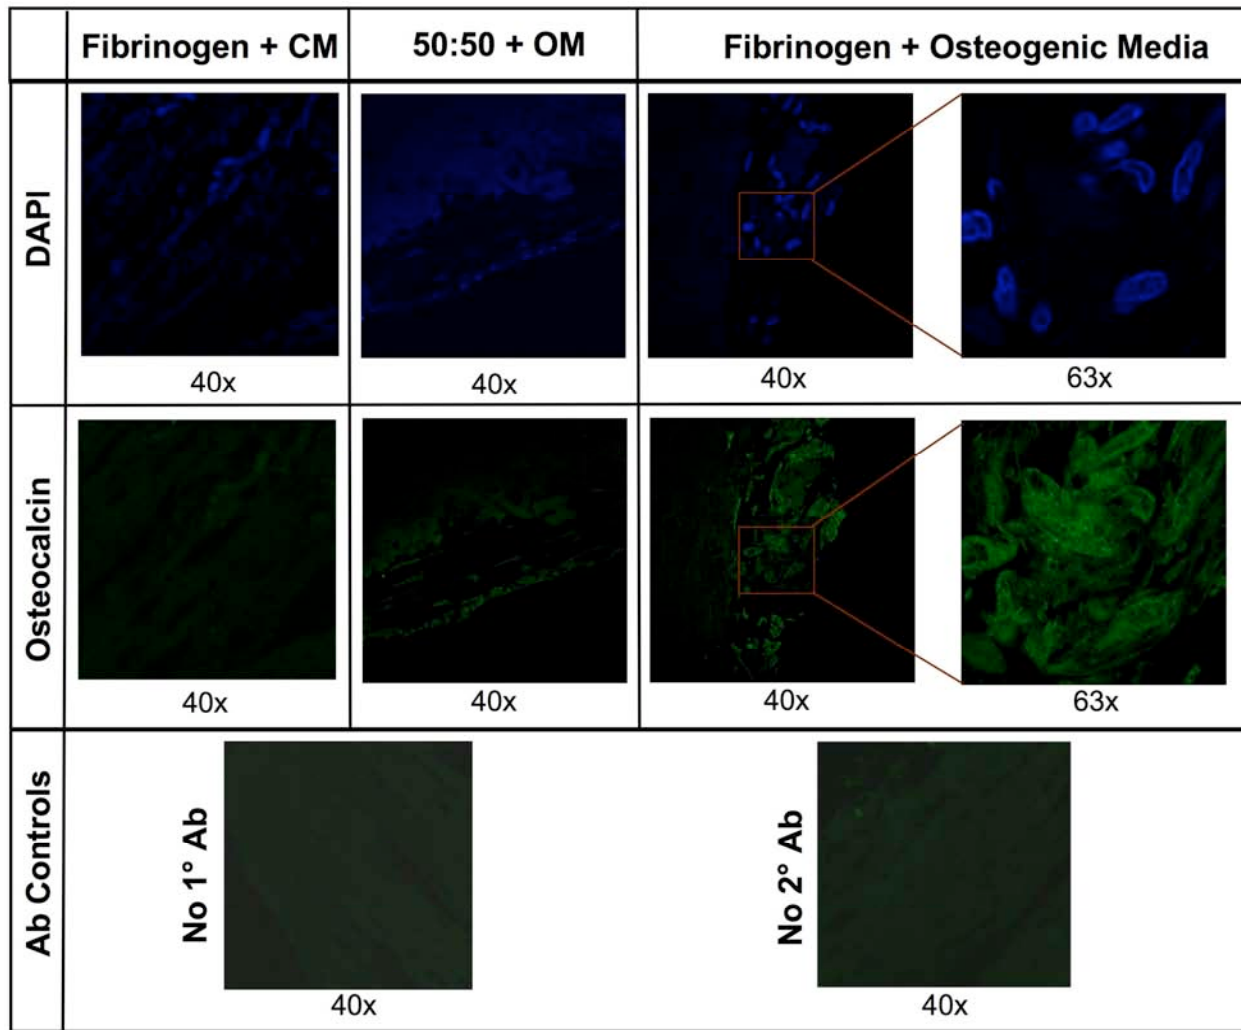 Fibrinogen + CM
50:50 + OM
Fibrinogen + Osteogenic Media
DAPI
40x
40x
40x
63x
Osteocalcin
40x
40x
40x
63x
Ab Controls
No 1° Ab
40x
No 2° Ab
40x